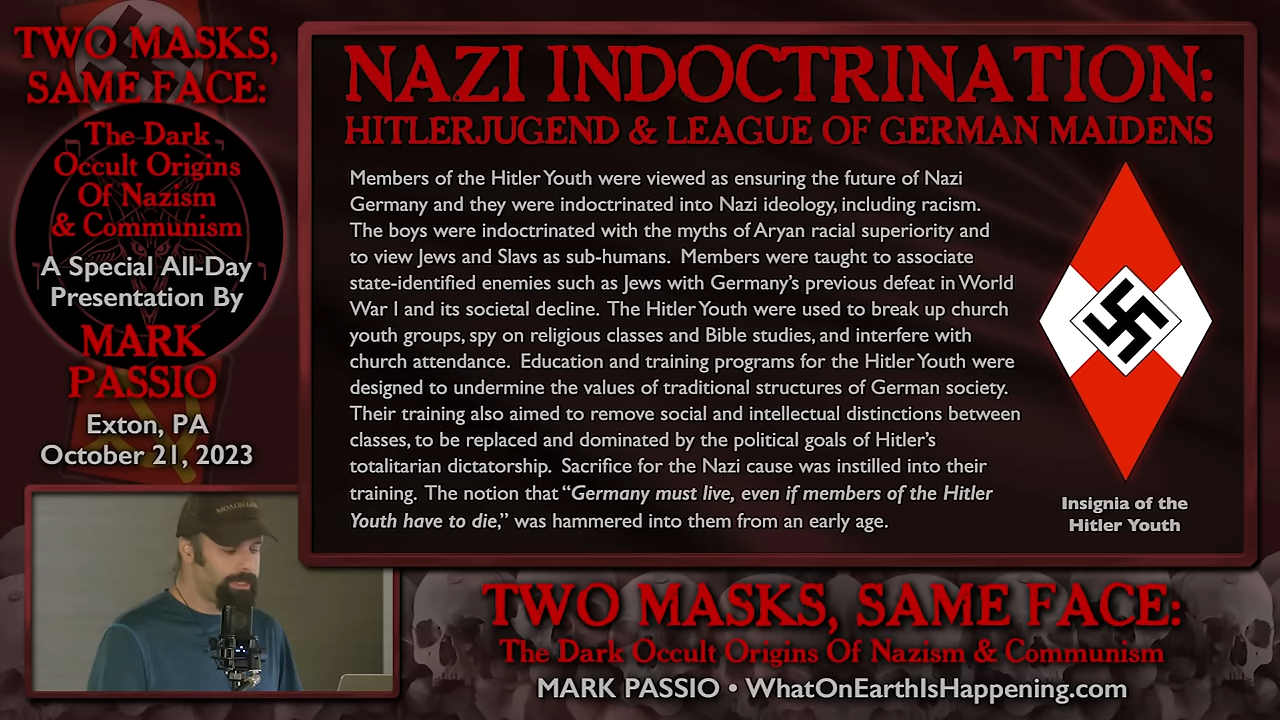 TWO MASKS,
SAME FACE:
The Dark
Occult Origins
Of Nazism
& Communism
A Special All-Day
Presentation By
MARK
PASSIO
Exton, PA
October 21, 2023
NAZI INDOCTRINATION:
HITLERJUGEND & LEAGUE OF GERMAN MAIDENS
Members of the Hitler Youth were viewed as ensuring the future of Nazi
Germany and they were indoctrinated into Nazi ideology, including racism.
The boys were indoctrinated with the myths of Aryan racial superiority and
to view Jews and Slavs as sub-humans.  Members were taught to associate
state-identified enemies such as Jews with Germany's previous defeat in World
War I and its societal decline.  The Hitler Youth were used to break up church
youth groups, spy on religious classes and Bible studies, and interfere with
church attendance.  Education and training programs for the Hitler Youth were
designed to undermine the values of traditional structures of German society.
Their training also aimed to remove social and intellectual distinctions between
classes, to be replaced and dominated by the political goals of Hitler's
totalitarian dictatorship.  Sacrifice for the Nazi cause was instilled into their
training. The notion that "Germany must live, even if members of the Hitler
Youth have to die," was hammered into them from an early age.
Insignia of the
Hitler Youth
TWO MASKS, SAME FACE:
The Dark Occult Origins Of Nazism & Communism
MARK PASSIO • WhatOnEarthIsHappening.com